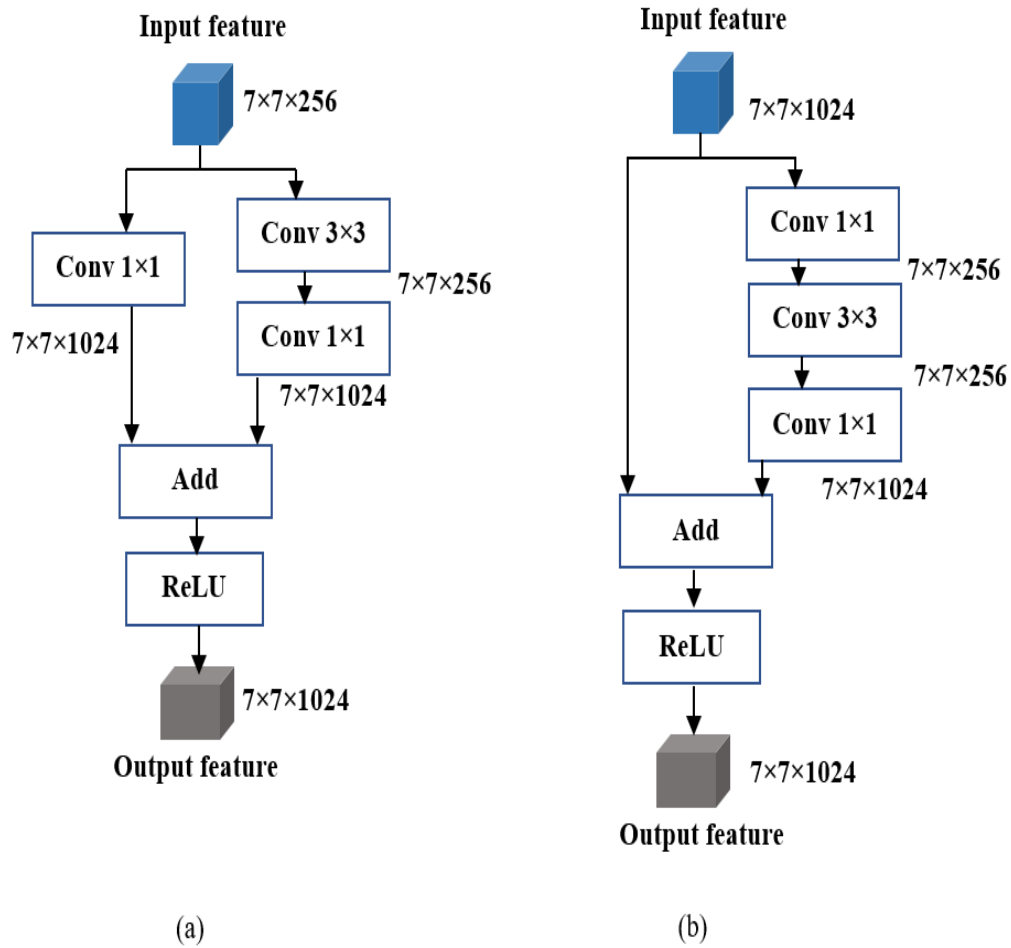 Input feature
7×7×256
Conv 3×3
Conv 1×1
7×7×256
Conv 1×1
7×7×1024
7×7×1024
Add
ReLU
7×7×1024
Output feature
(a)
Input feature
7×7×1024
Conv 1×1
7×7×256
Conv 3×3
7×7×256
Conv 1×1
7×7×1024
Add
ReLU
7×7×1024
Output feature
(b)